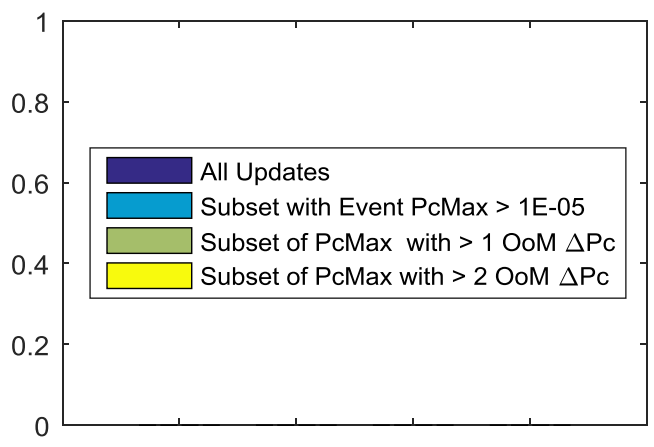 1
0.8
0.6
0.4
0.2
0
All Updates
Subset with Event PcMax > 1E-05
Subset of PcMax  with > 1 OoM ΔPc
Subset of PcMax with > 2 OoM ΔPc